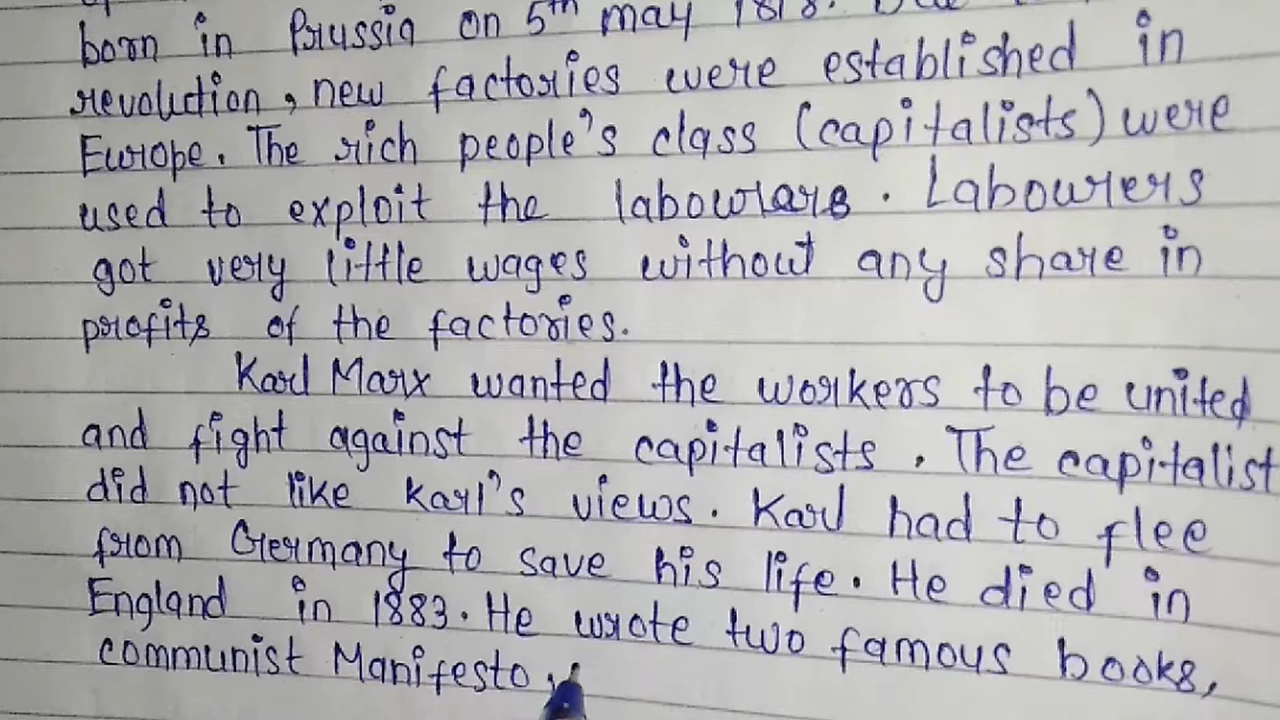 born in Prussia on 5th may 1818.
revolution, new factories were established in
Europe. The rich people's class (capitalists) were
used to exploit the labourars. Labourers
got very little wages without any share in
profits of the factories.
Karl Marx wanted the workers to be united
and fight against the capitalists. The capitalist
did not like Karl's views. Karl had to flee
from Germany to save his life. He died in
England in 1883. He wrote two famous books,
communist Manifesto